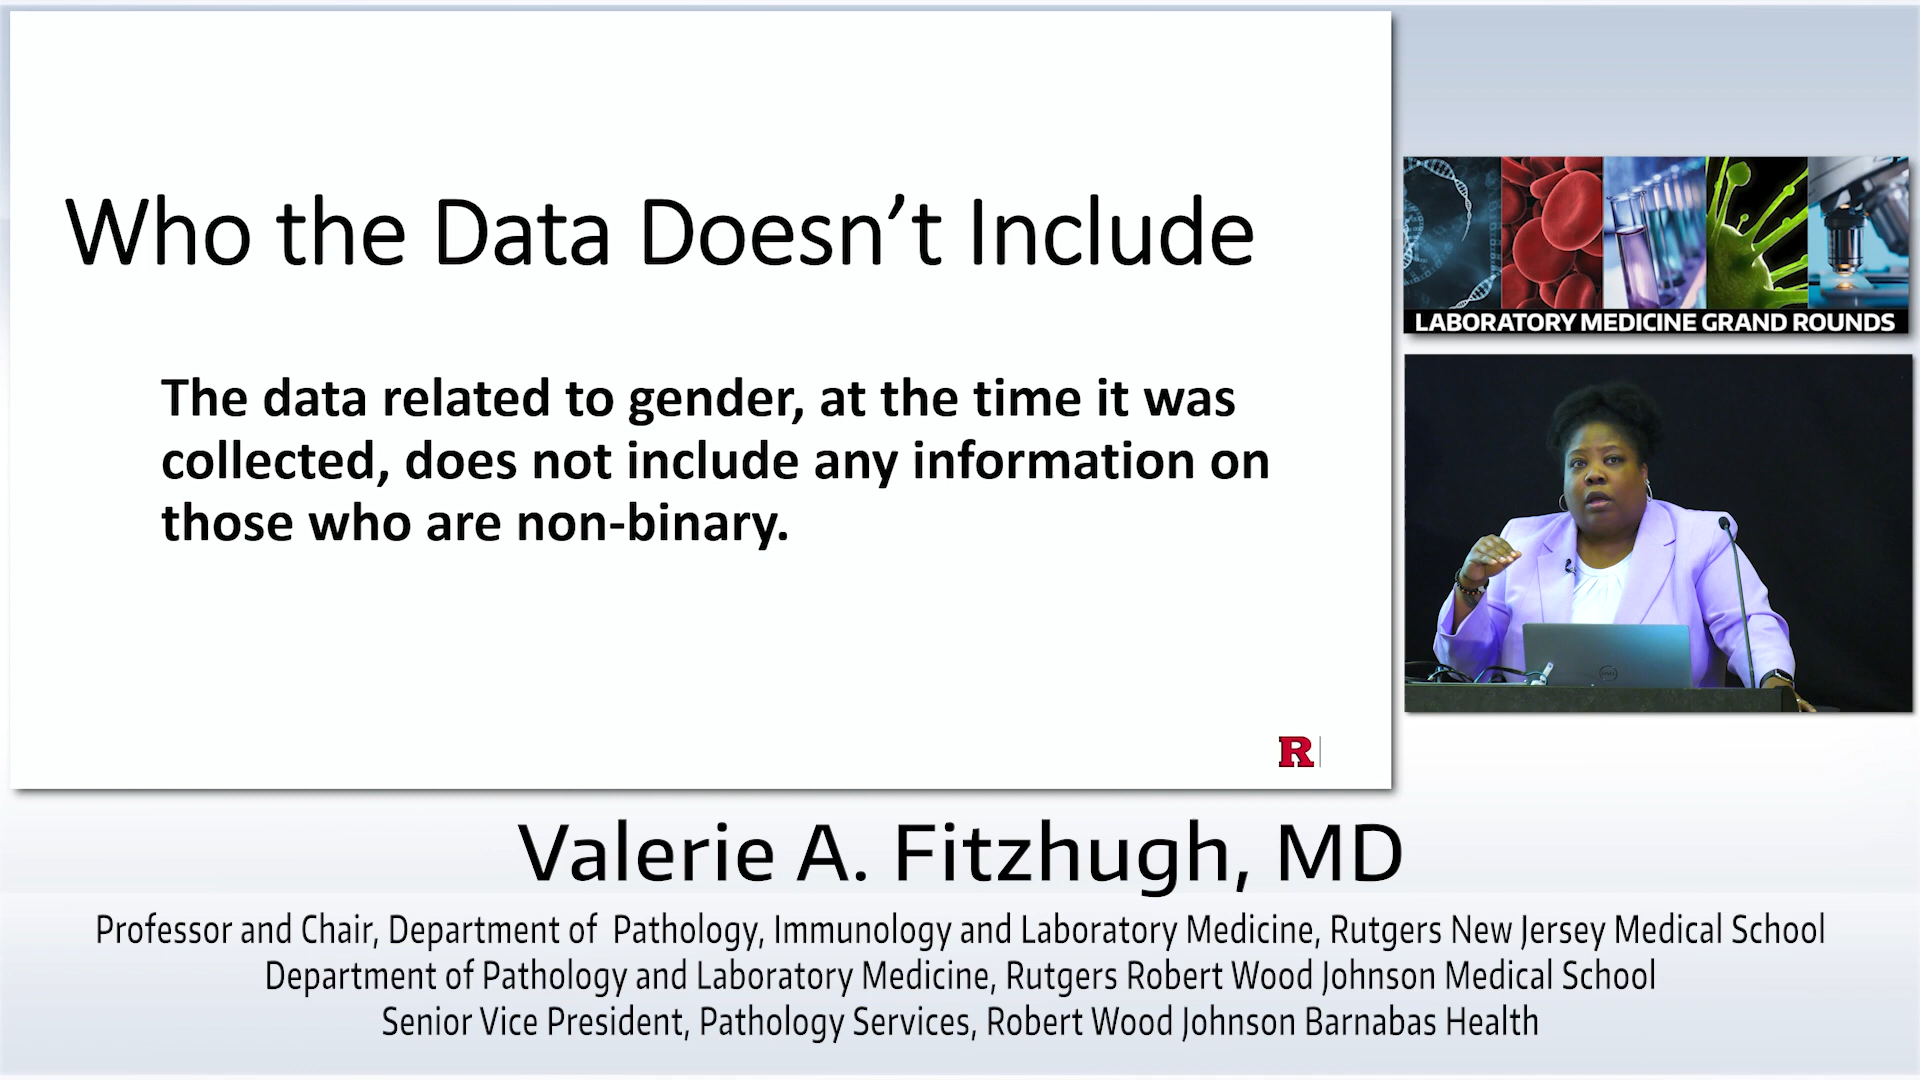 Who the Data Doesn’t Include
The data related to gender, at the time it was
collected, does not include any information on
those who are non-binary.
R
LABORATORY MEDICINE GRAND ROUNDS
Valerie A. Fitzhugh, MD
Professor and Chair, Department of Pathology, Immunology and Laboratory Medicine, Rutgers New Jersey Medical School
Department of Pathology and Laboratory Medicine, Rutgers Robert Wood Johnson Medical School
Senior Vice President, Pathology Services, Robert Wood Johnson Barnabas Health